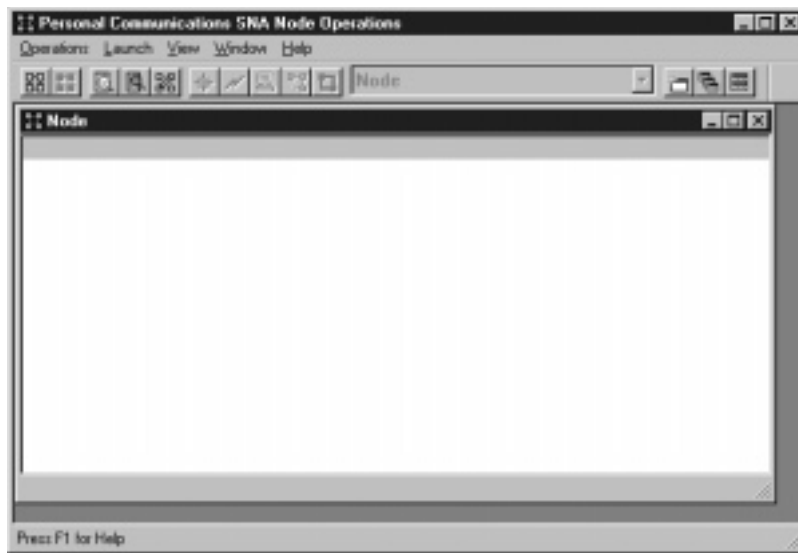 Personal Communications SNA Node Operations
Operations Launch View Window Help
Node
Node
Press F1 for Help